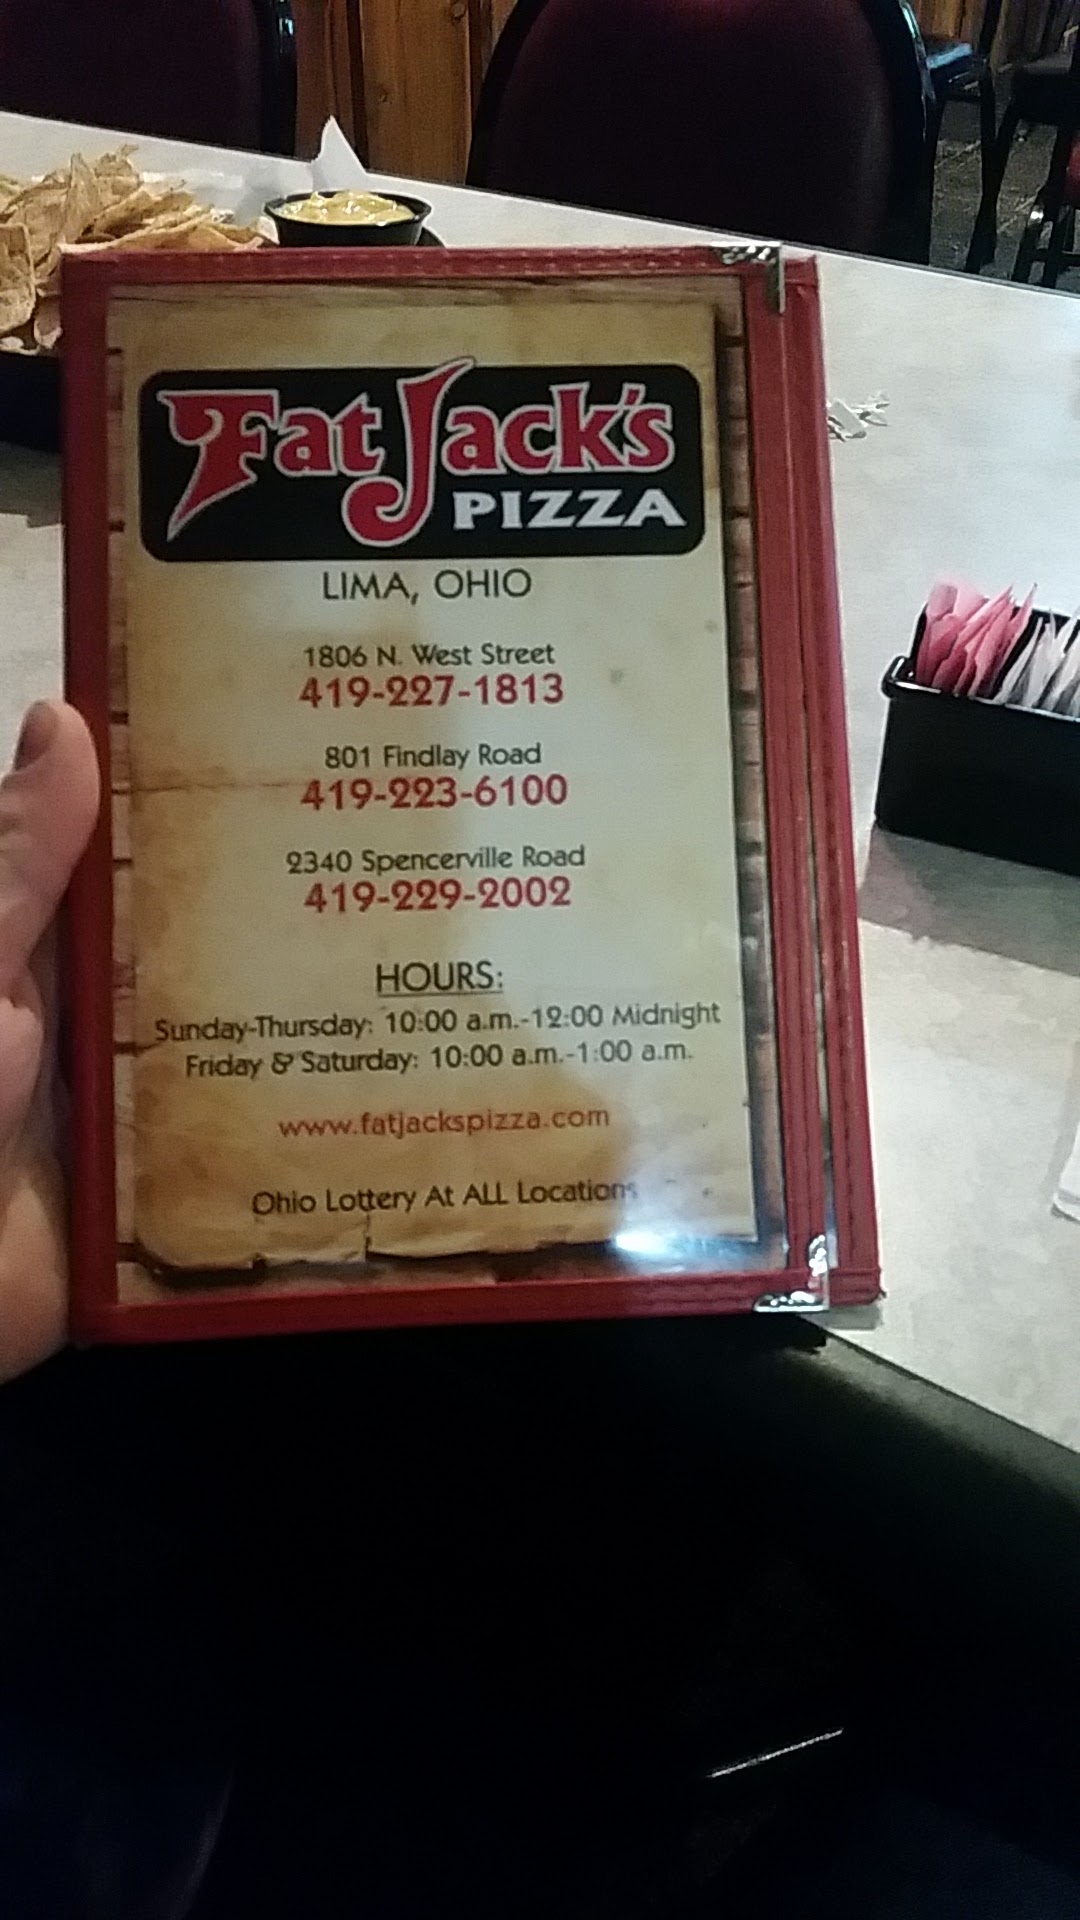 Fat Jack's
PIZZA
LIMA, OHIO
1806 N. West Street
419-227-1813
801 Findlay Road
419-223-6100
2340 Spencerville Road
419-229-2002
HOURS:
Sunday-Thursday: 10:00 a.m.-12:00 Midnight
Friday & Saturday: 10:00 a.m.-1:00 a.m.
www.fatjackspizza.com
Ohio Lottery At ALL Locations